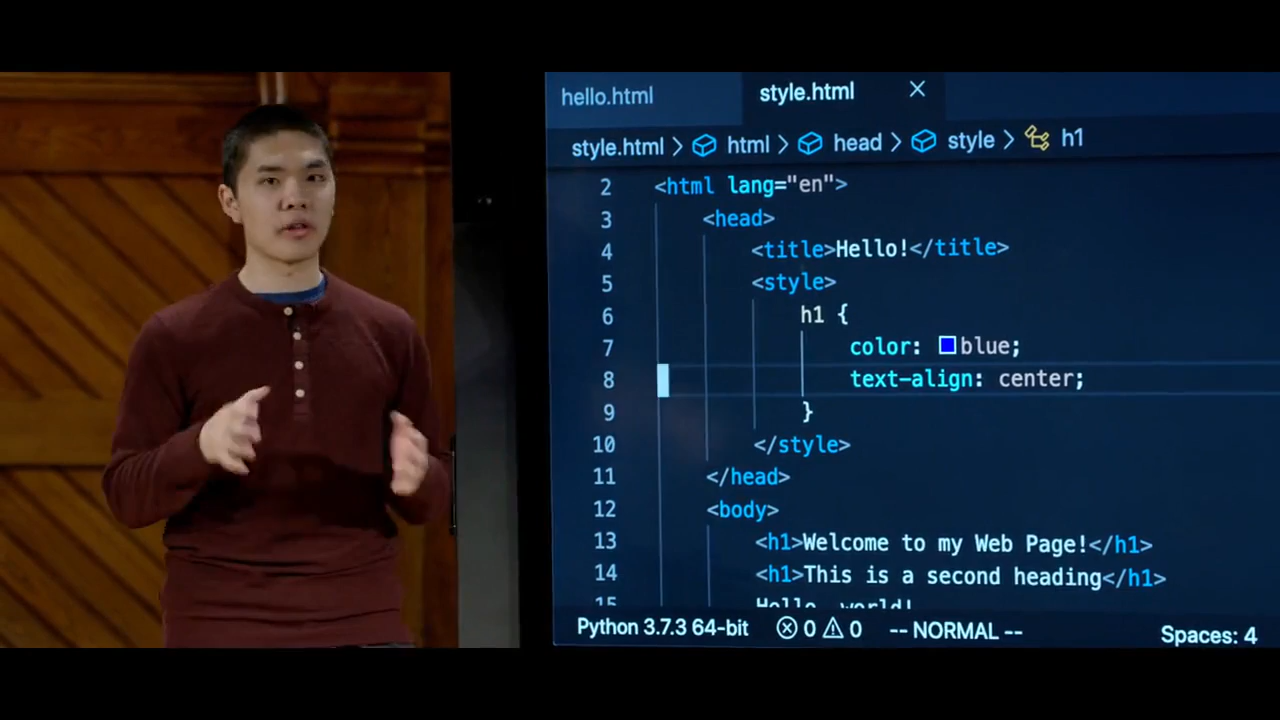 hello.html style.html
style.html > html > head > style > h1
2 <html lang="en">
3 <head>
4 <title>Hello!</title>
5 <style>
6 h1 {
7 color: blue;
8 text-align: center;
9 }
10 </style>
11 </head>
12 <body>
13 <h1>Welcome to my Web Page!</h1>
14 <h1>This is a second heading</h1>
15 Hello, world!
Python 3.7.3 64-bit 0 0 -- NORMAL -- Spaces: 4